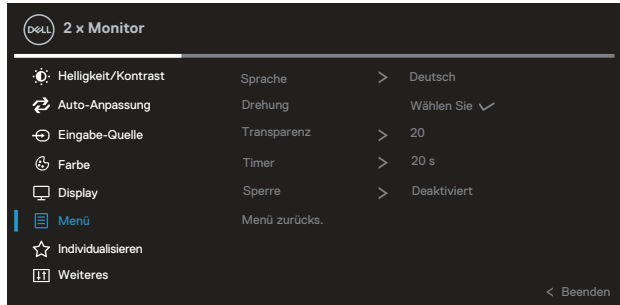 DELL 2 x Monitor
Helligkeit/Kontrast Sprache > Deutsch
Auto-Anpassung Drehung Wählen Sie
Eingabe-Quelle Transparenz > 20
Farbe Timer > 20 s
Display Sperre > Deaktiviert
Menü Menü zurücks.
Individualisieren
Weiteres
< Beenden